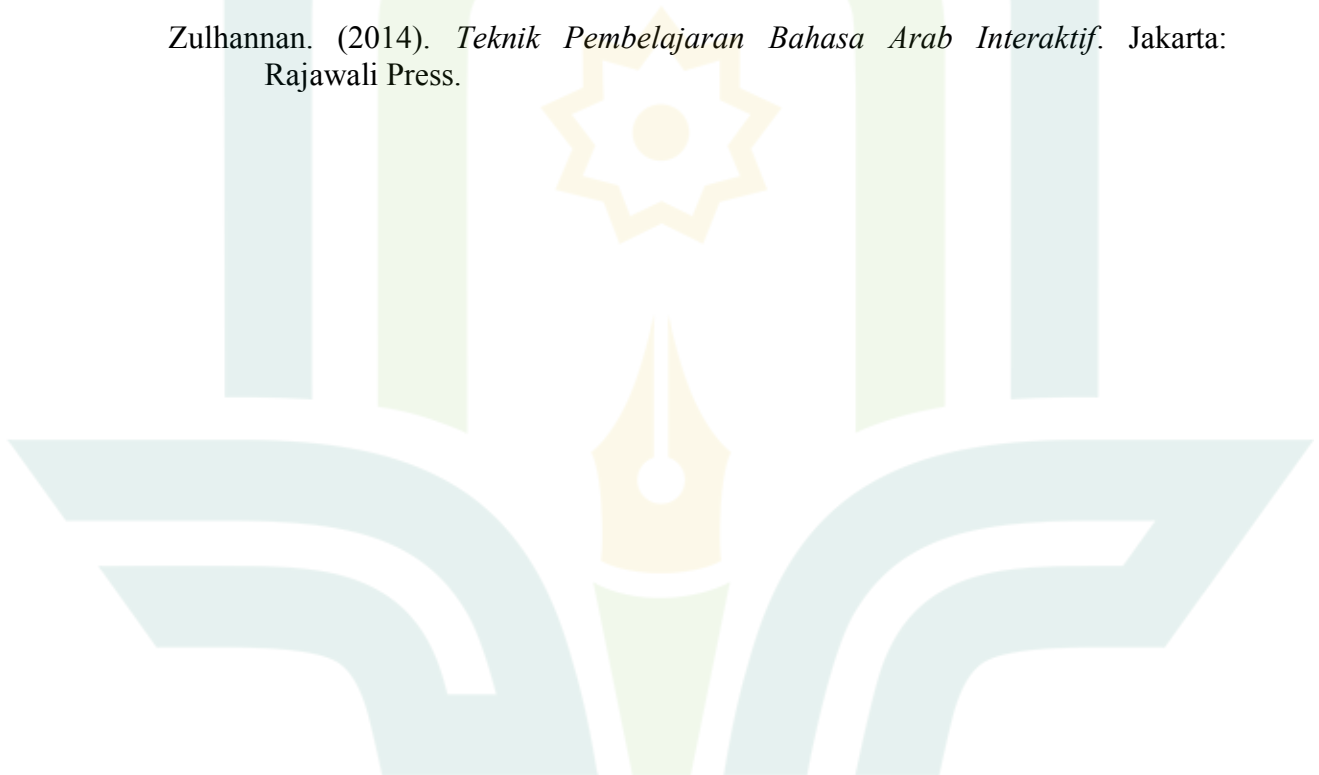 Zulhannan. (2014). Teknik Pembelajaran Bahasa Arab Interaktif. Jakarta:
Rajawali Press.